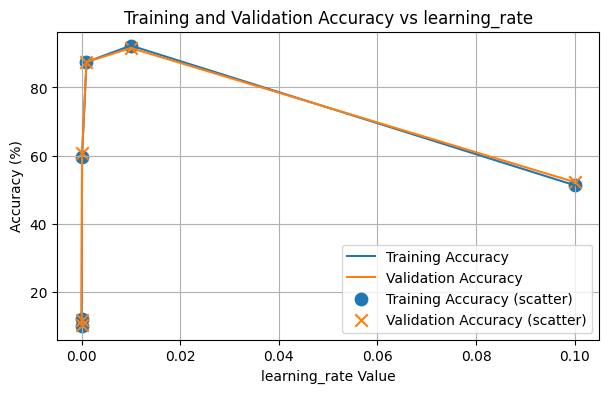 Training and Validation Accuracy vs learning_rate
Accuracy (%)
80
60
40
20
0.00
0.02
0.04
0.06
0.08
0.10
learning_rate Value
Training Accuracy
Validation Accuracy
Training Accuracy (scatter)
Validation Accuracy (scatter)